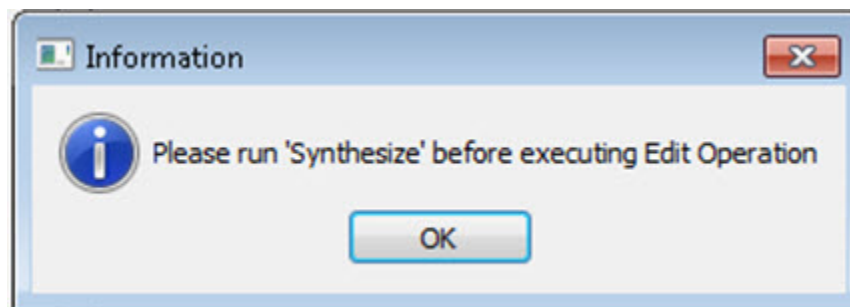 Information
Please run 'Synthesize' before executing Edit Operation
OK